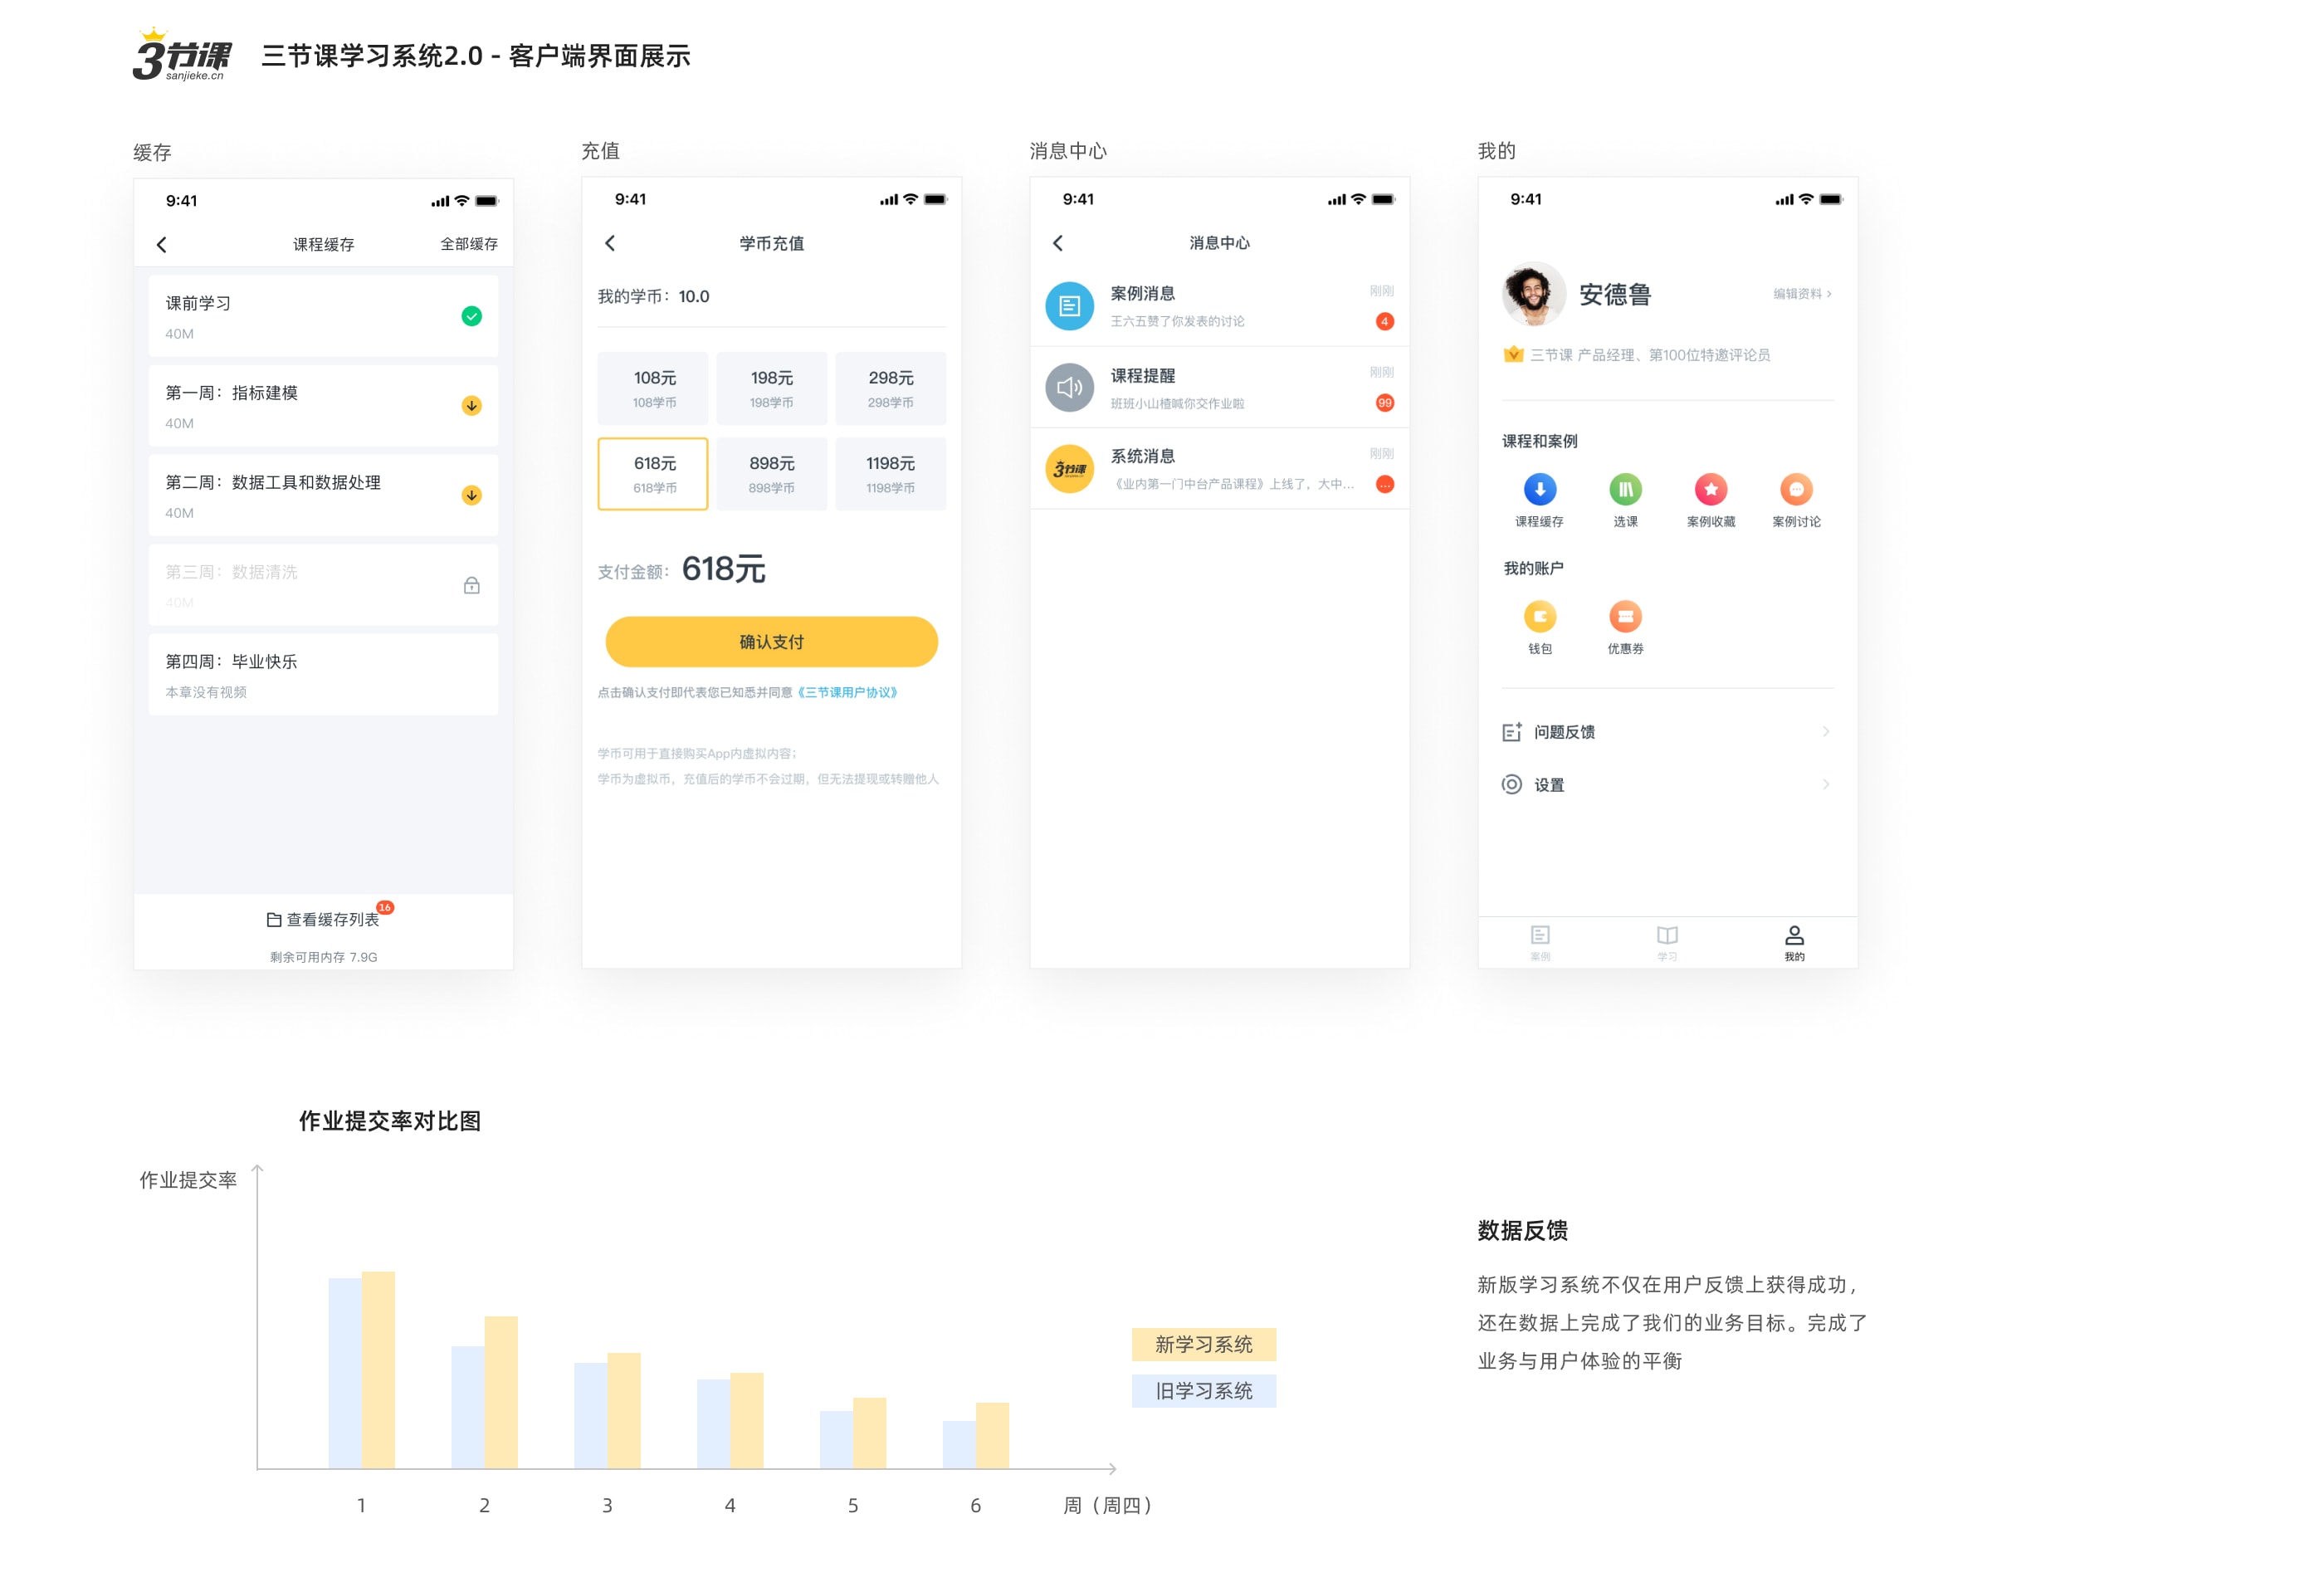 3节课
sanjieke.cn
三节课学习系统2.0 - 客户端界面展示
缓存
9:41
课程缓存
全部缓存
课前学习
40M
第一周：指标建模
40M
第二周：数据工具和数据处理
40M
第三周：数据清洗
40M
第四周：毕业快乐
本章没有视频
查看缓存列表
16
剩余可用内存 7.9G
充值
9:41
学币充值
我的学币：10.0
108元
108学币
198元
198学币
298元
298学币
618元
618学币
898元
898学币
1198元
1198学币
支付金额：618元
确认支付
点击确认支付即代表您已知悉并同意《三节课用户协议》
学币可用于直接购买App内虚拟内容；
学币为虚拟币，充值后的学币不会过期，但无法提现或转赠他人
消息中心
9:41
消息中心
案例消息
刚刚
王六五赞了你发表的讨论
4
课程提醒
刚刚
班班小山楂喊你交作业啦
99
3节课
系统消息
刚刚
《业内第一门中台产品课程》上线了，大中...
...
我的
9:41
安德鲁
编辑资料
三节课 产品经理、第100位特邀评论员
课程和案例
课程缓存
选课
案例收藏
案例讨论
我的账户
钱包
优惠券
问题反馈
设置
案例
学习
我的
作业提交率对比图
作业提交率
1
2
3
4
5
6
周（周四）
新学习系统
旧学习系统
数据反馈
新版学习系统不仅在用户反馈上获得成功，
还在数据上完成了我们的业务目标。完成了
业务与用户体验的平衡